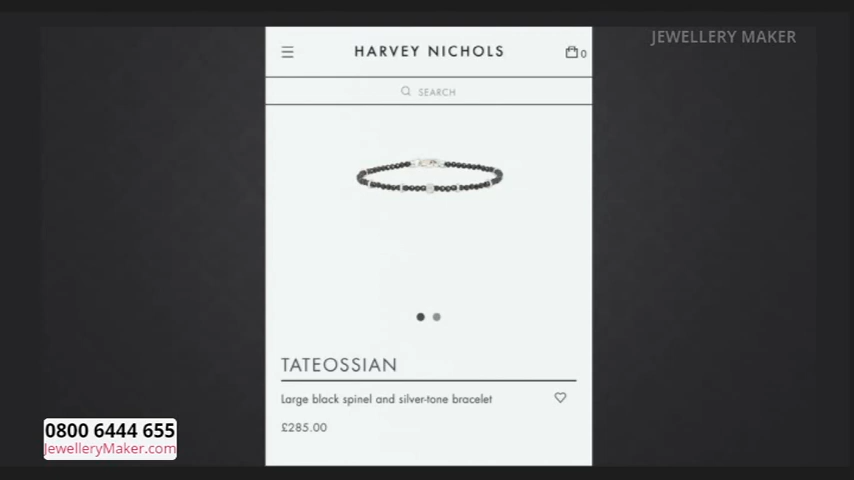 JEWELLERY MAKER
HARVEY NICHOLS
0
SEARCH
TATEOSSIAN
Large black spinel and silver-tone bracelet
£285.00
0800 6444 655
JewelleryMaker.com